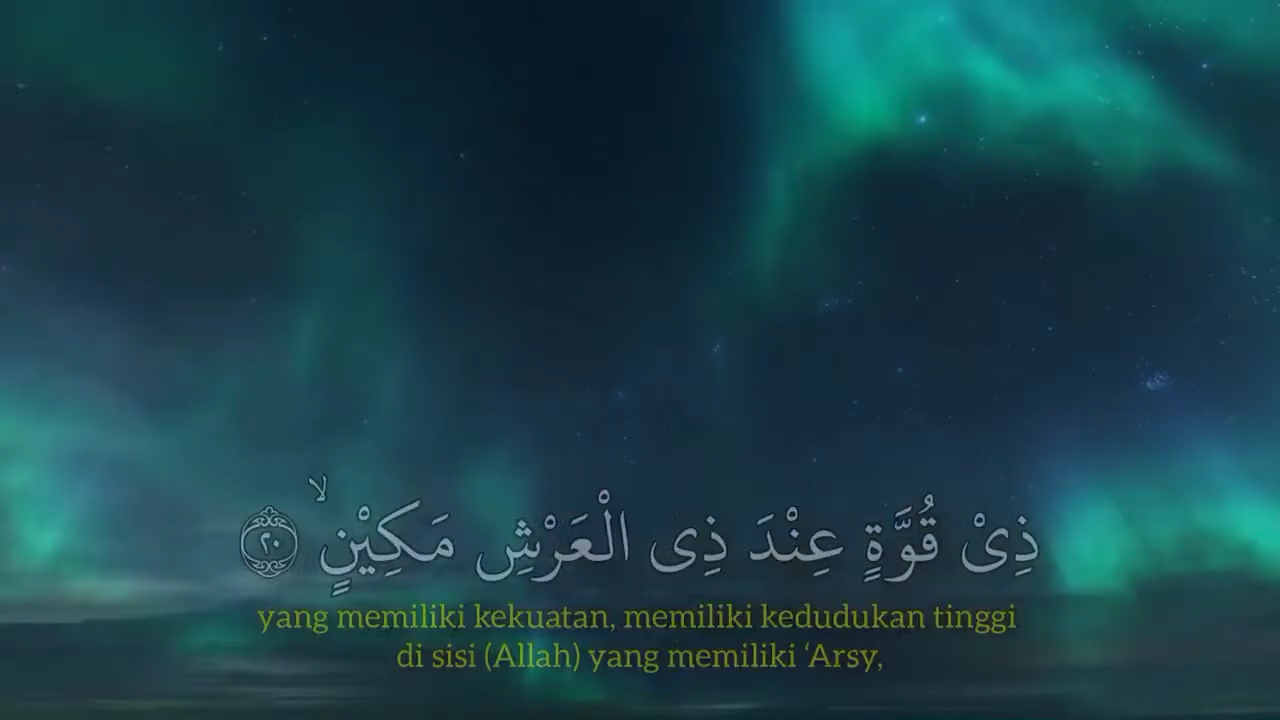 ذِيْ قُوَّةٍ عِنْدَ ذِى الْعَرْشِ مَكِيْنٍۙ ٢٠
yang memiliki kekuatan, memiliki kedudukan tinggi
di sisi (Allah) yang memiliki ‘Arsy,